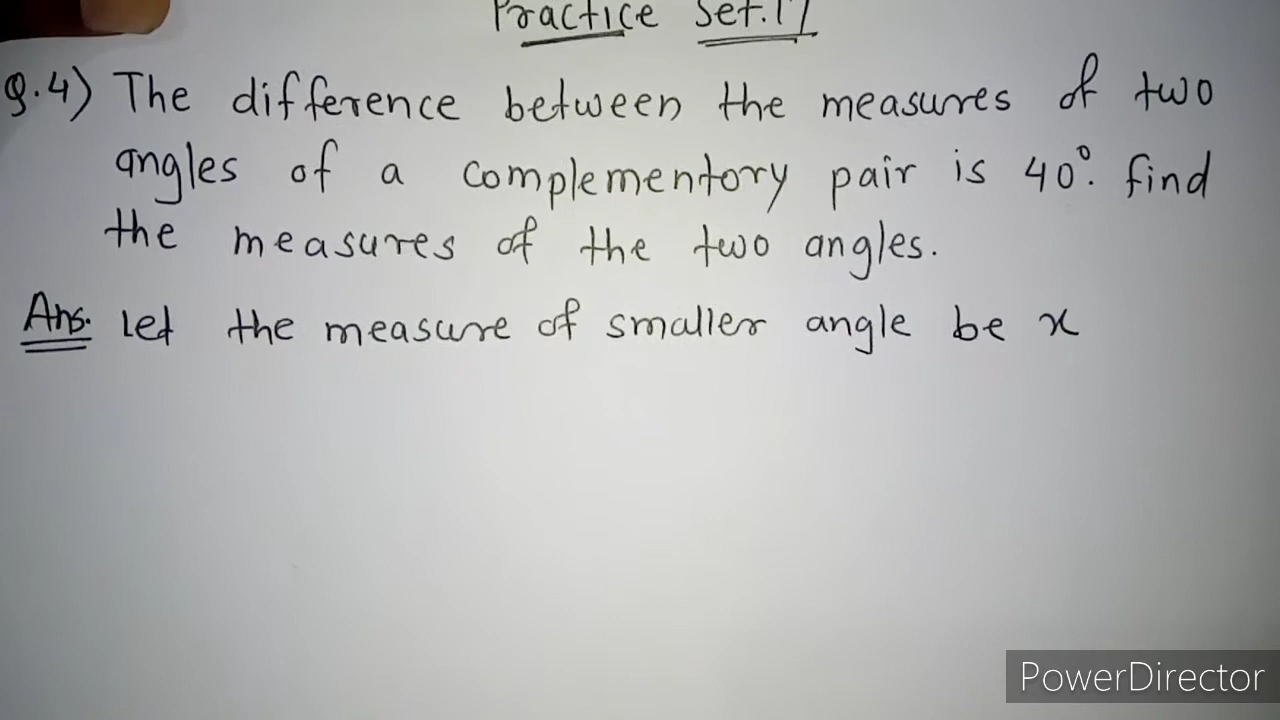 Practice Set.17
Q.4) The difference between the measures of two
angles of a complementory pair is 40°. find
the measures of the two angles.
Ans. Let the measure of smaller angle be x
PowerDirector